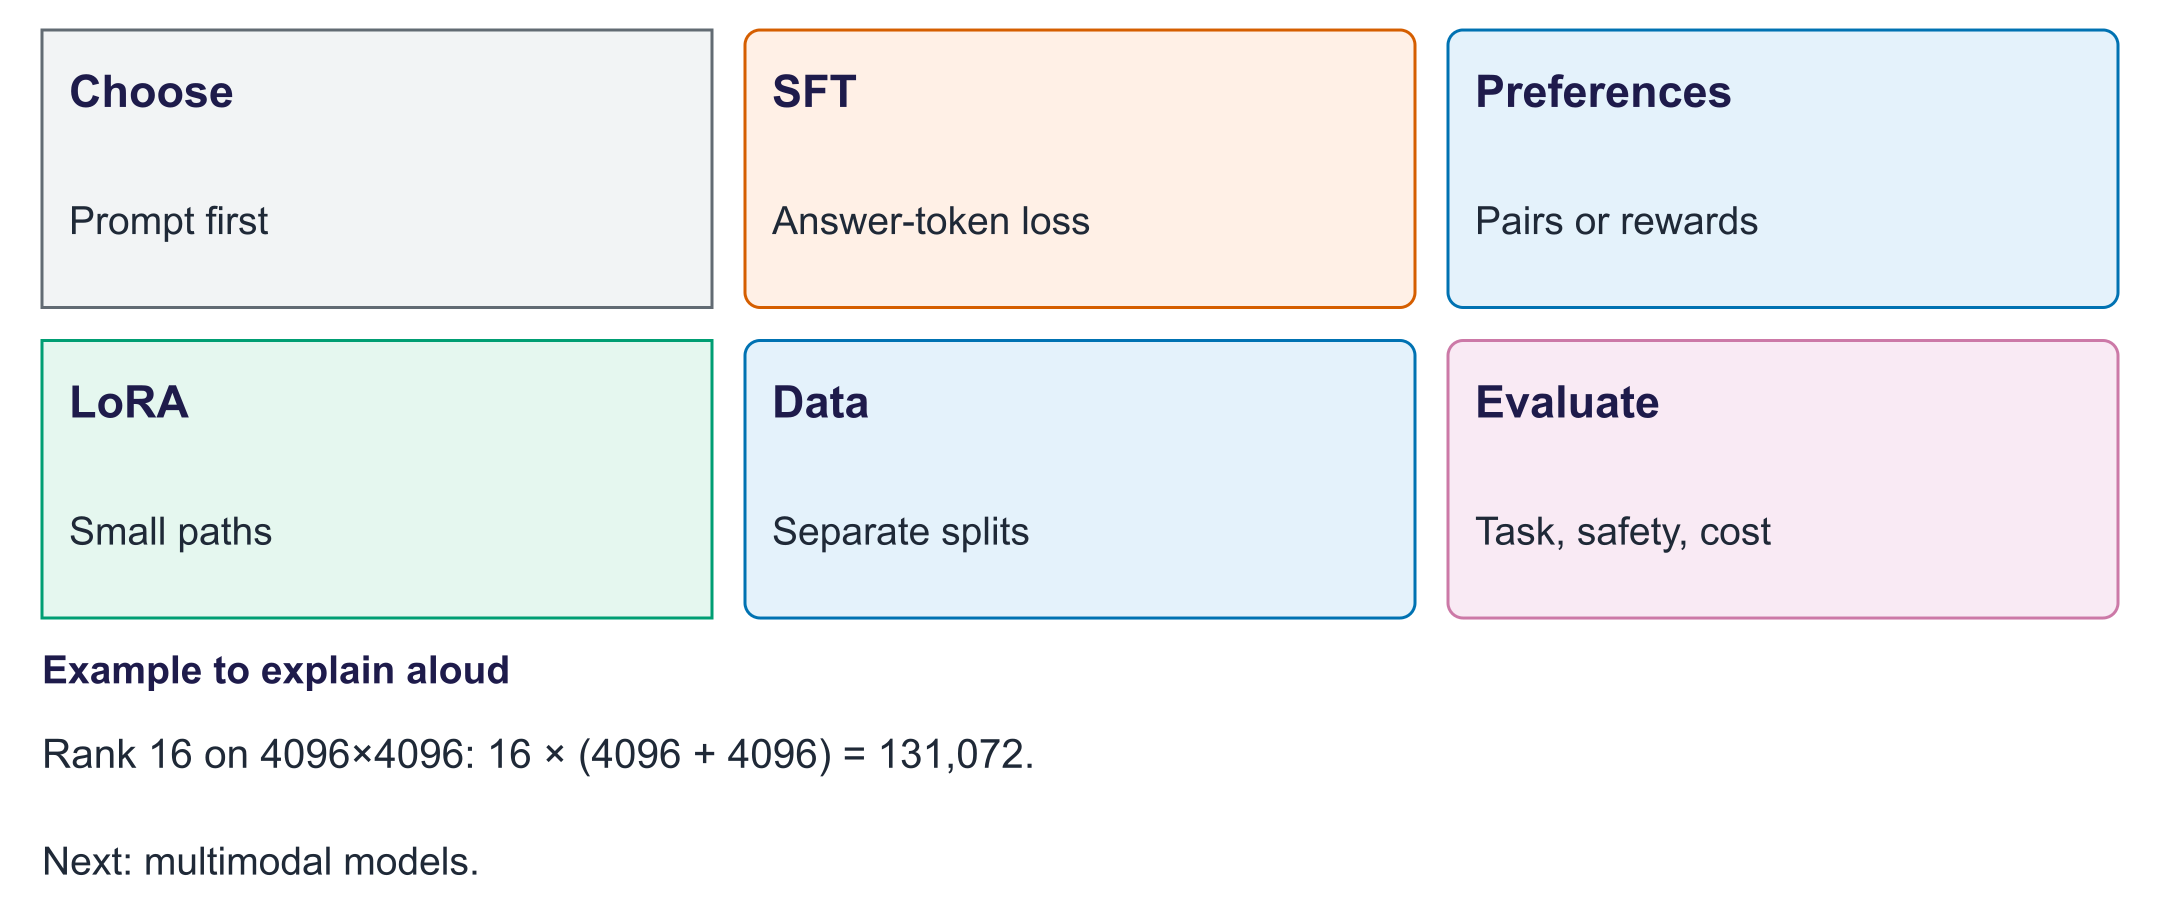 Choose
Prompt first
SFT
Answer-token loss
Preferences
Pairs or rewards
LoRA
Small paths
Data
Separate splits
Evaluate
Task, safety, cost
Example to explain aloud
Rank 16 on 4096×4096: 16 × (4096 + 4096) = 131,072.
Next: multimodal models.